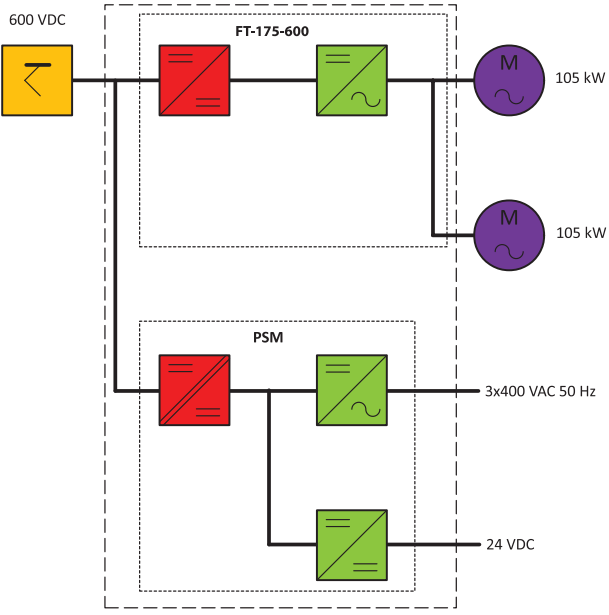 600 VDC
FT-175-600
M
105 kW
M
105 kW
PSM
3x400 VAC 50 Hz
24 VDC